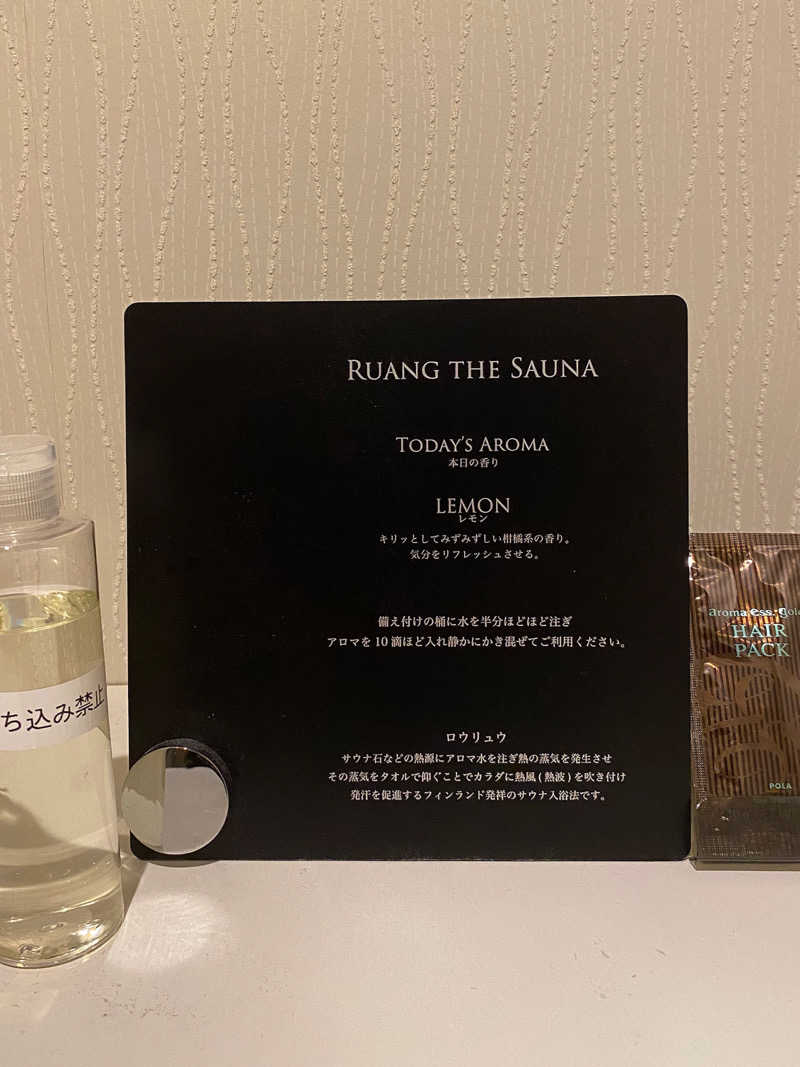 RUANG THE SAUNA
TODAY'S AROMA
本日の香り
LEMON
レモン
キリッとしてみずみずしい柑橘系の香り。
気分をリフレッシュさせる。
備え付けの桶に水を半分ほどほど注ぎ
アロマを10滴ほど入れ静かにかき混ぜてご利用ください。
ロウリュウ
サウナ石などの熱源にアロマ水を注ぎ熱の蒸気を発生させ
その蒸気をタオルで仰ぐことでカラダに熱風(熱波)を吹き付け
発汗を促進するフィンランド発祥のサウナ入浴法です。
ち込み禁止
aroma ess. gold
HAIR
PACK
POLA